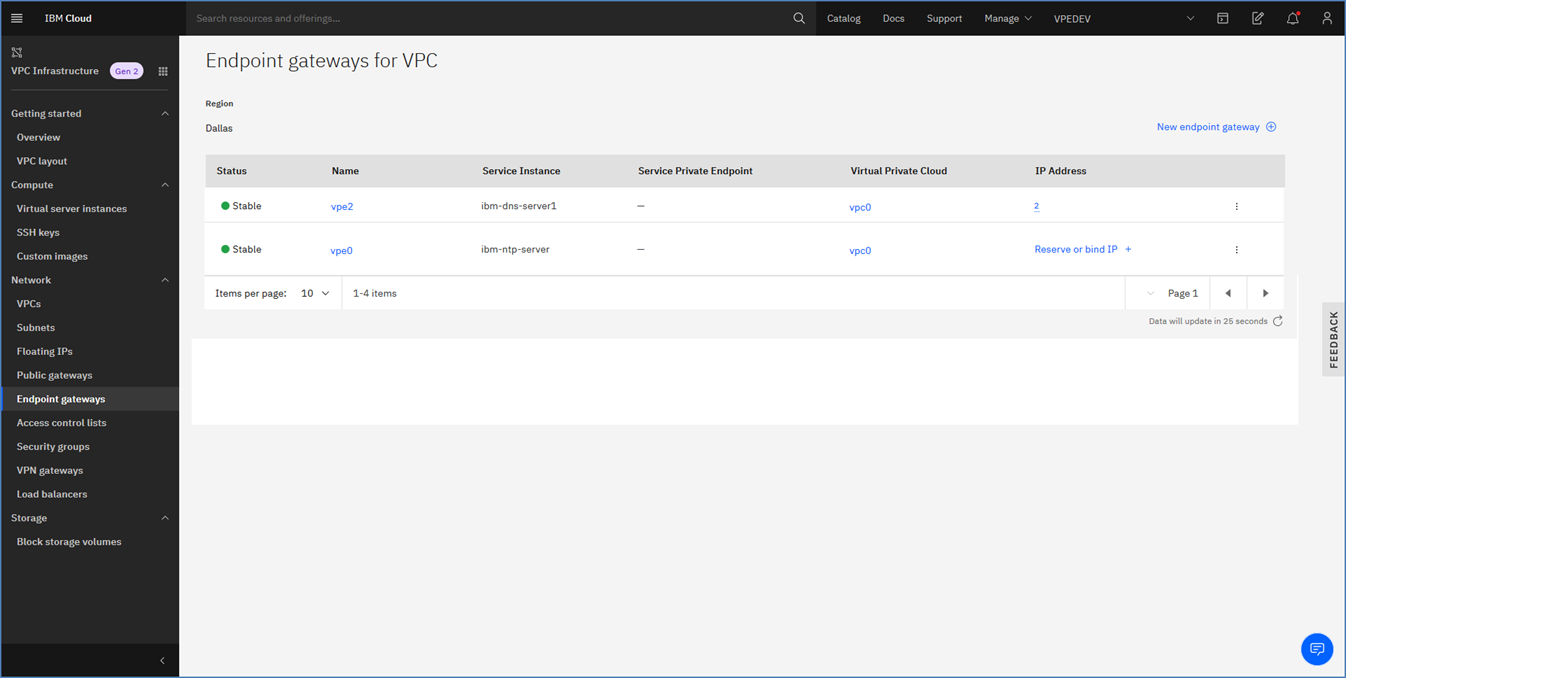 IBM Cloud
Search resources and offerings...
Catalog Docs Support Manage VPEDEV
VPC Infrastructure Gen 2
Getting started
Overview
VPC layout
Compute
Virtual server instances
SSH keys
Custom images
Network
VPCs
Subnets
Floating IPs
Public gateways
Endpoint gateways
Access control lists
Security groups
VPN gateways
Load balancers
Storage
Block storage volumes
Endpoint gateways for VPC
Region
Dallas
New endpoint gateway
Status Name Service Instance Service Private Endpoint Virtual Private Cloud IP Address
Stable vpe2 ibm-dns-server1 — vpc0 2
Stable vpe0 ibm-ntp-server — vpc0 Reserve or bind IP +
Items per page: 10 1-4 items Page 1
Data will update in 25 seconds
FEEDBACK